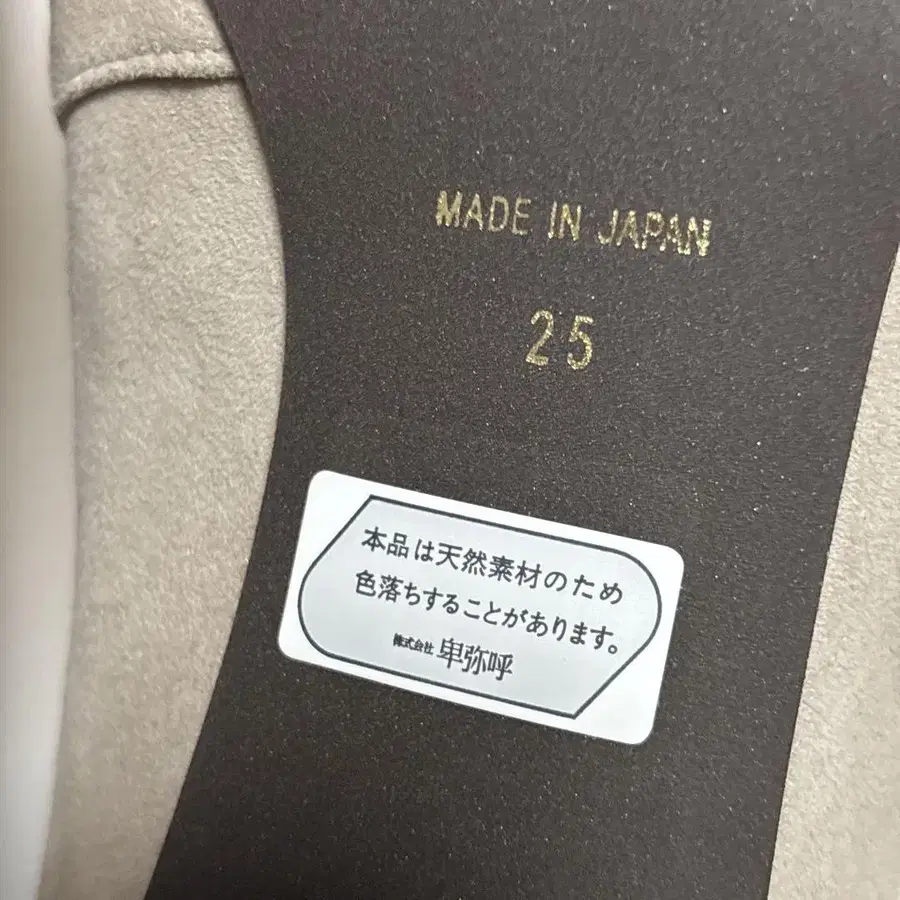 MADE IN JAPAN
25
本品は天然素材のため
色落ちすることがあります。
株式会社 卑弥呼